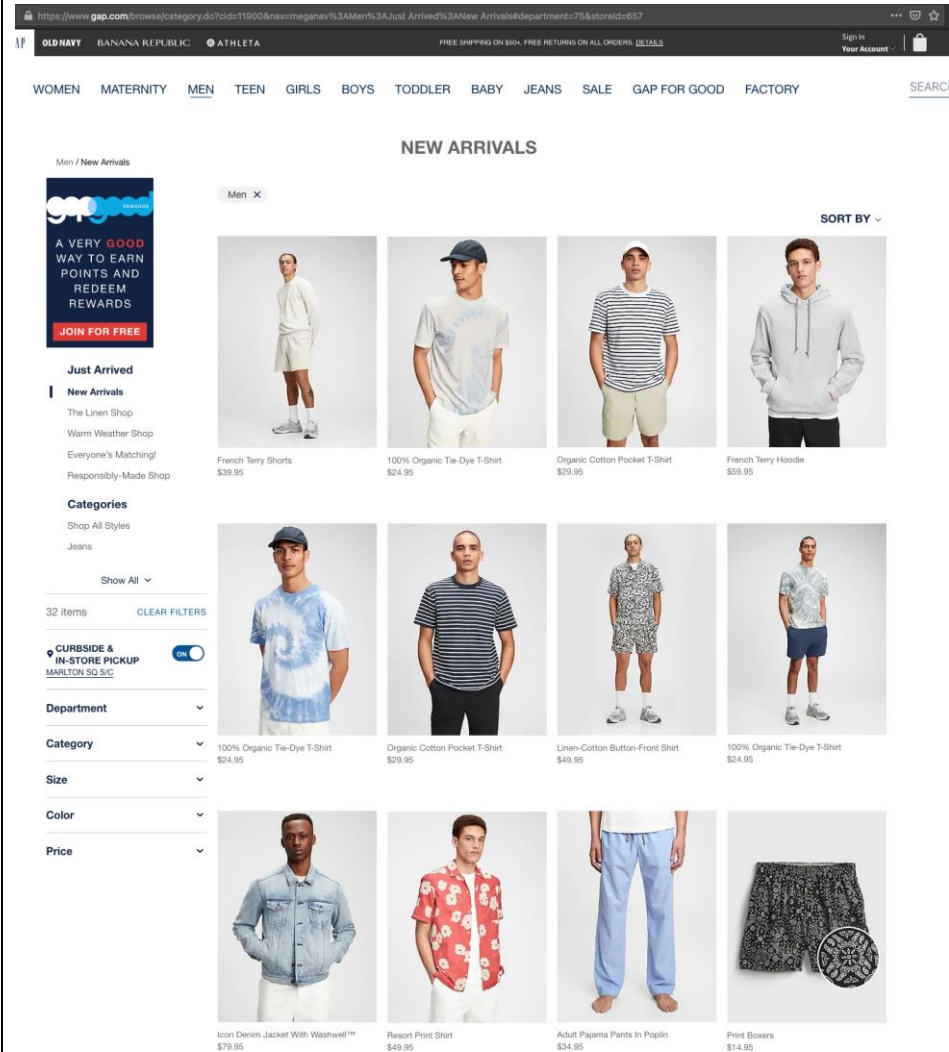 https://www.gap.com/browse/category.do?cid=11900&nav=meganav%3AMen%3AJust Arrived%3ANew Arrivals#department=75&storeId=657
OLD NAVY BANANA REPUBLIC ATHLETA FREE SHIPPING ON $50+, FREE RETURNS ON ALL ORDERS. DETAILS
Sign In
Your Account
WOMEN MATERNITY MEN TEEN GIRLS BOYS TODDLER BABY JEANS SALE GAP FOR GOOD FACTORY SEARC
NEW ARRIVALS
Men / New Arrivals
Men X
SORT BY
gapgood REWARDS
A VERY GOOD
WAY TO EARN
POINTS AND
REDEEM
REWARDS
JOIN FOR FREE
Just Arrived
New Arrivals
The Linen Shop
Warm Weather Shop
Everyone's Matching!
Responsibly-Made Shop
Categories
Shop All Styles
Jeans
Show All
32 items CLEAR FILTERS
CURBSIDE &
IN-STORE PICKUP
ON
MARLTON SQ S/C
Department
Category
Size
Color
Price
French Terry Shorts
$39.95
100% Organic Tie-Dye T-Shirt
$24.95
Organic Cotton Pocket T-Shirt
$29.95
French Terry Hoodie
$59.95
100% Organic Tie-Dye T-Shirt
$24.95
Organic Cotton Pocket T-Shirt
$29.95
Linen-Cotton Button-Front Shirt
$49.95
100% Organic Tie-Dye T-Shirt
$24.95
Icon Denim Jacket With Washwell™
$79.95
Resort Print Shirt
$49.95
Adult Pajama Pants In Poplin
$34.95
Print Boxers
$14.95